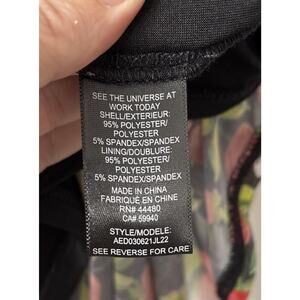 SEE THE UNIVERSE AT
WORK TODAY
SHELL/EXTERIEUR:
95% POLYESTER/
POLYESTER
5% SPANDEX/SPANDEX
LINING/DOUBLURE:
95% POLYESTER/
POLYESTER
5% SPANDEX/SPANDEX
MADE IN CHINA
FABRIQUÉ EN CHINE
RN# 44480
CA# 59940
STYLE/MODELE:
AED030621JL22
SEE REVERSE FOR CARE